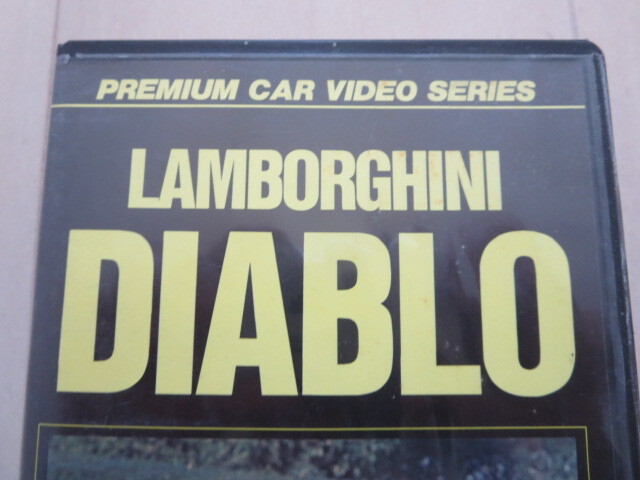 PREMIUM CAR VIDEO SERIES
LAMBORGHINI
DIABLO